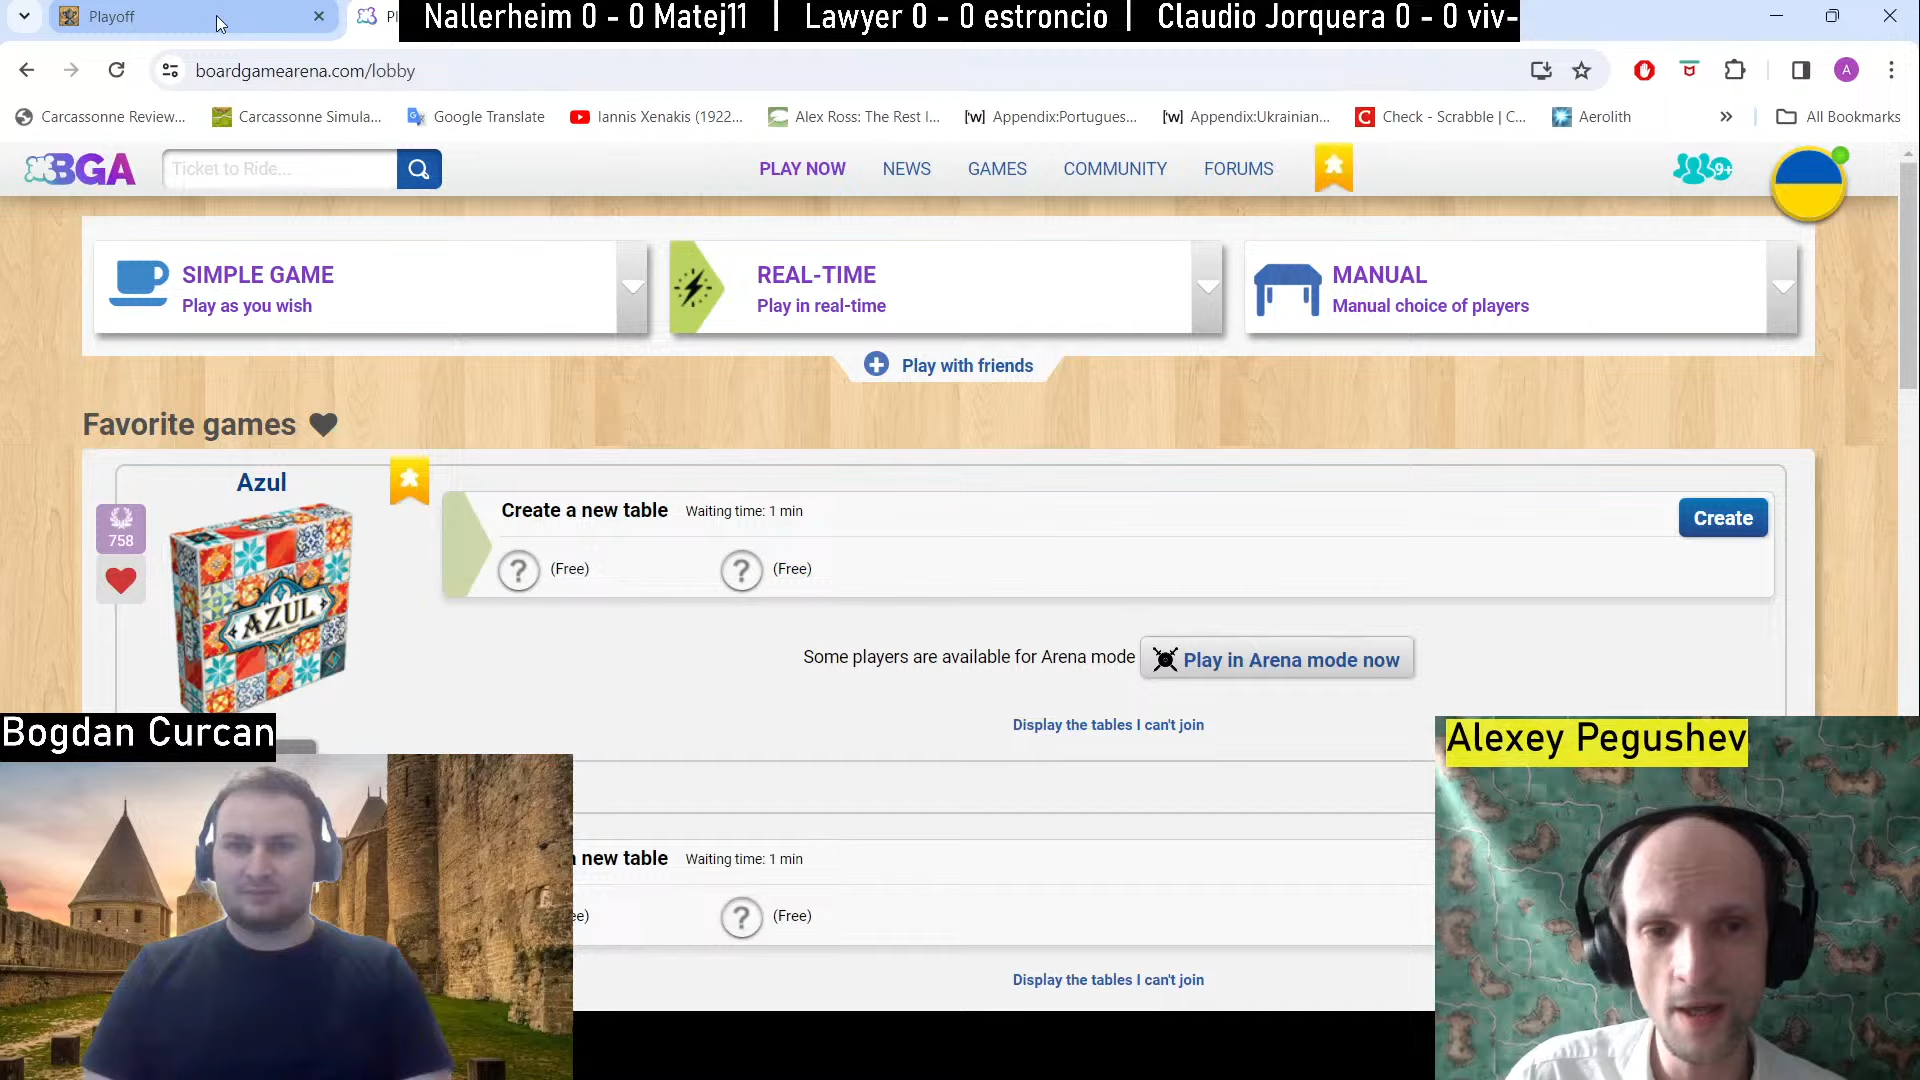 Playoff
Nallerheim 0 - 0 Matej11 | Lawyer 0 - 0 estroncio | Claudio Jorquera 0 - 0 viv-
boardgamearena.com/lobby
A
Carcassonne Review...
Carcassonne Simula...
Google Translate
Iannis Xenakis (1922...
Alex Ross: The Rest I...
[w] Appendix:Portugues...
[w] Appendix:Ukrainian...
C Check - Scrabble | C...
Aerolith
»
All Bookmarks
BGA
Ticket to Ride...
PLAY NOW
NEWS
GAMES
COMMUNITY
FORUMS
9+
SIMPLE GAME
Play as you wish
REAL-TIME
Play in real-time
MANUAL
Manual choice of players
Play with friends
Favorite games
Azul
758
AZUL
Create a new table
Waiting time: 1 min
Create
? (Free)
? (Free)
Some players are available for Arena mode
Play in Arena mode now
Display the tables I can't join
Bogdan Curcan
Alexey Pegushev
new table
Waiting time: 1 min
ee)
? (Free)
Display the tables I can't join